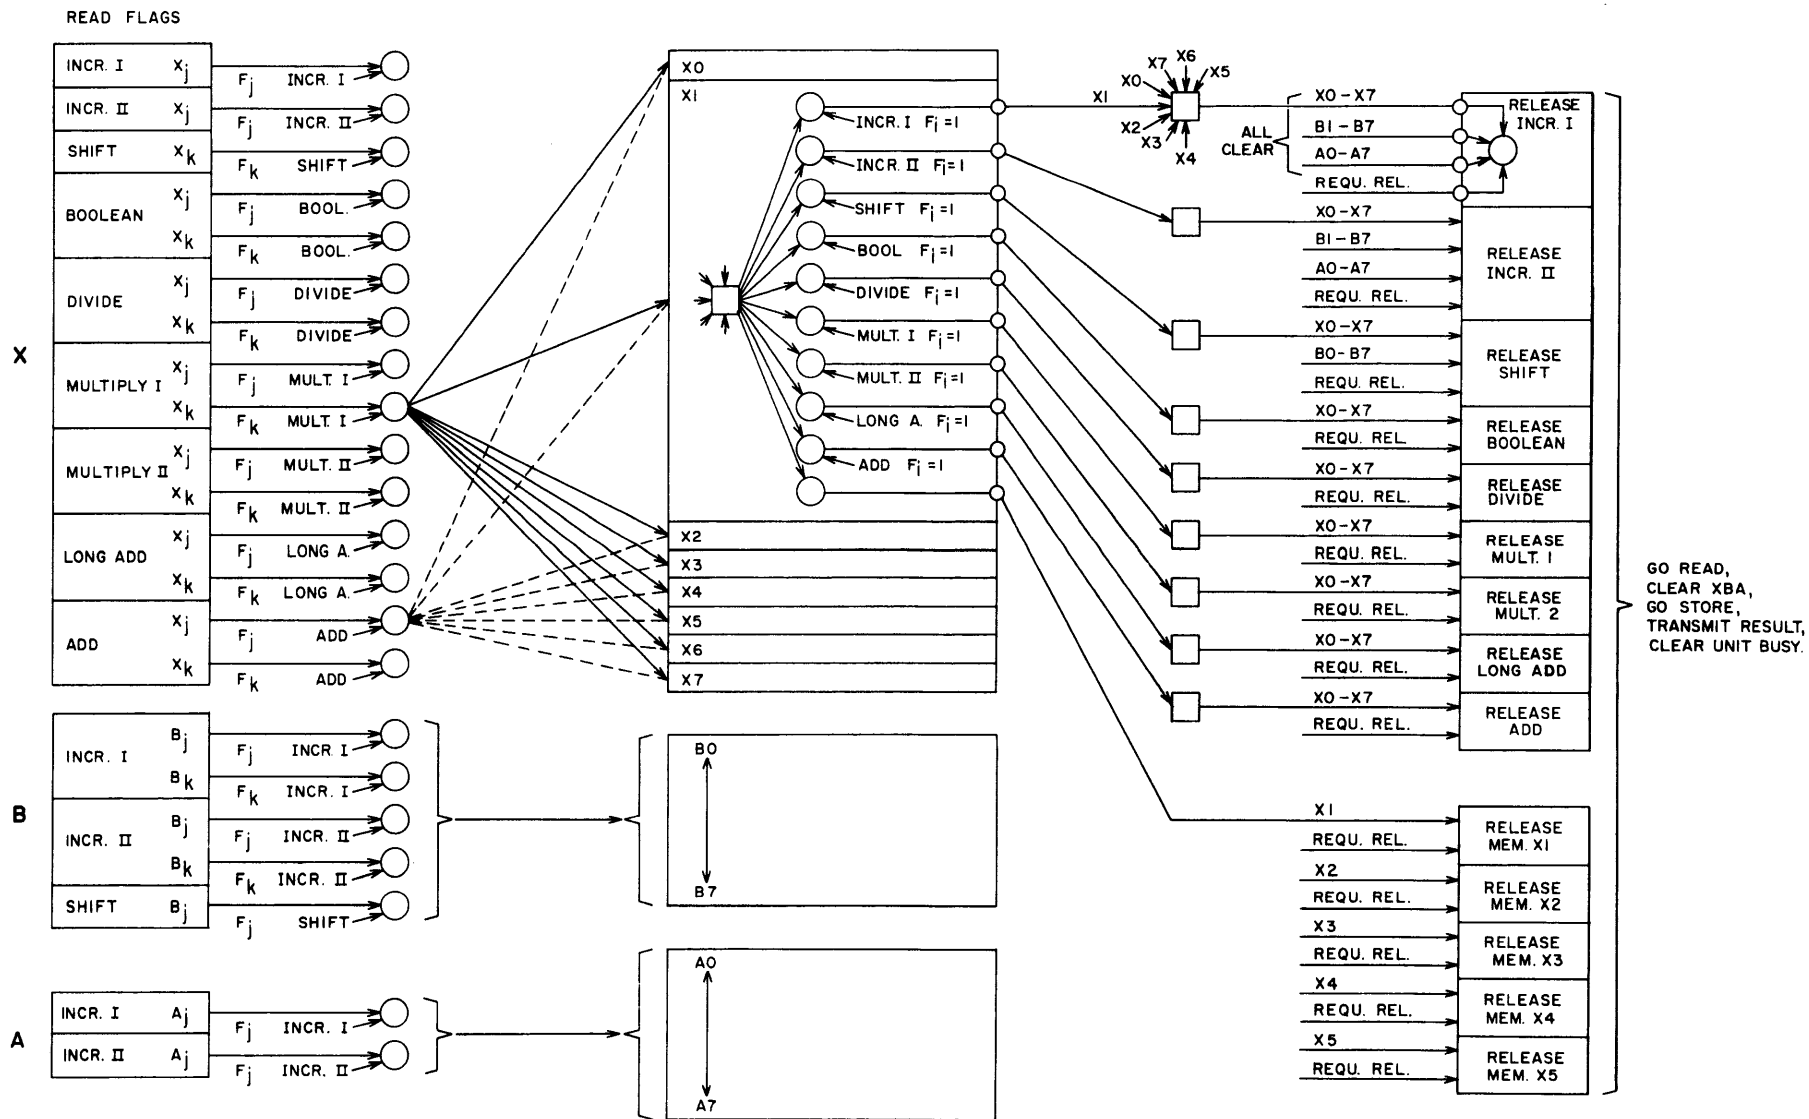 READ FLAGS
X
INCR. I Xj
Xk
Fj INCR. I
INCR. II Xj
Fj INCR. II
SHIFT Xk
Fk SHIFT
BOOLEAN
Xj
Fj BOOL.
Xk
Fk BOOL.
DIVIDE
Xj
Fj DIVIDE
Xk
Fk DIVIDE
MULTIPLY I
Xj
Fj MULT. I
Xk
Fk MULT. I
MULTIPLY II
Xj
Fj MULT. II
Xk
Fk MULT. II
LONG ADD
Xj
Fj LONG A.
Xk
Fk LONG A.
ADD
Xj
Fj ADD
Xk
Fk ADD
B
INCR. I
Bj
Fj INCR. I
Bk
Fk INCR. I
INCR. II
Bj
Fj INCR. II
Bk
Fk INCR. II
SHIFT Bj
Fj SHIFT
A
INCR. I Aj
Fj INCR. I
INCR. II Aj
Fj INCR. II
X0
X1
INCR. I Fi=1
INCR. II Fi=1
SHIFT Fi=1
BOOL Fi=1
DIVIDE Fi=1
MULT. I Fi=1
MULT. II Fi=1
LONG A. Fi=1
ADD Fi=1
X2
X3
X4
X5
X6
X7
B0
B7
A0
A7
X1
X0
X7
X6
X5
X2
X3
X4
ALL
CLEAR
X0-X7
B1-B7
A0-A7
REQU. REL.
RELEASE
INCR. I
X0-X7
B1-B7
A0-A7
REQU. REL.
RELEASE
INCR. II
X0-X7
B0-B7
REQU. REL.
RELEASE
SHIFT
X0-X7
REQU. REL
RELEASE
BOOLEAN
X0-X7
REQU. REL.
RELEASE
DIVIDE
X0-X7
REQU. REL.
RELEASE
MULT. 1
X0-X7
REQU. REL.
RELEASE
MULT. 2
X0-X7
REQU. REL.
RELEASE
LONG ADD
X0-X7
REQU. REL.
RELEASE
ADD
X1
REQU. REL.
RELEASE
MEM. X1
X2
REQU. REL.
RELEASE
MEM. X2
X3
REQU. REL.
RELEASE
MEM. X3
X4
REQU. REL.
RELEASE
MEM. X4
X5
REQU. REL.
RELEASE
MEM. X5
GO READ,
CLEAR XBA,
GO STORE,
TRANSMIT RESULT,
CLEAR UNIT BUSY.